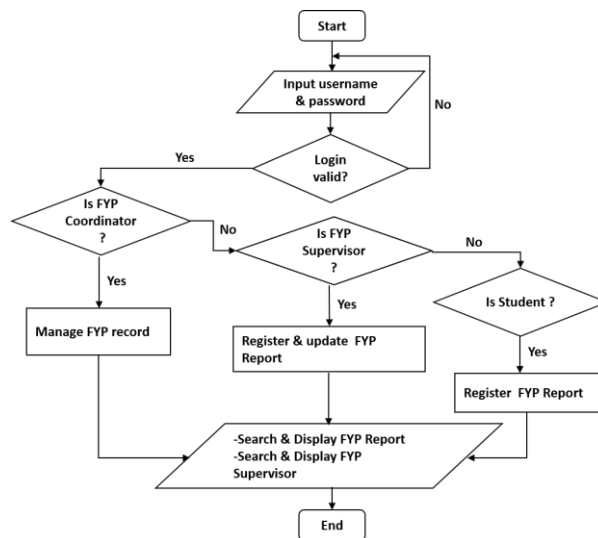 Start
Input username
& password
No
Yes
Login
valid?
Is FYP
Coordinator
?
No
Is FYP
Supervisor
?
No
Yes
Yes
Is Student ?
Manage FYP record
Register & update FYP
Report
Yes
Register FYP Report
-Search & Display FYP Report
-Search & Display FYP
Supervisor
End